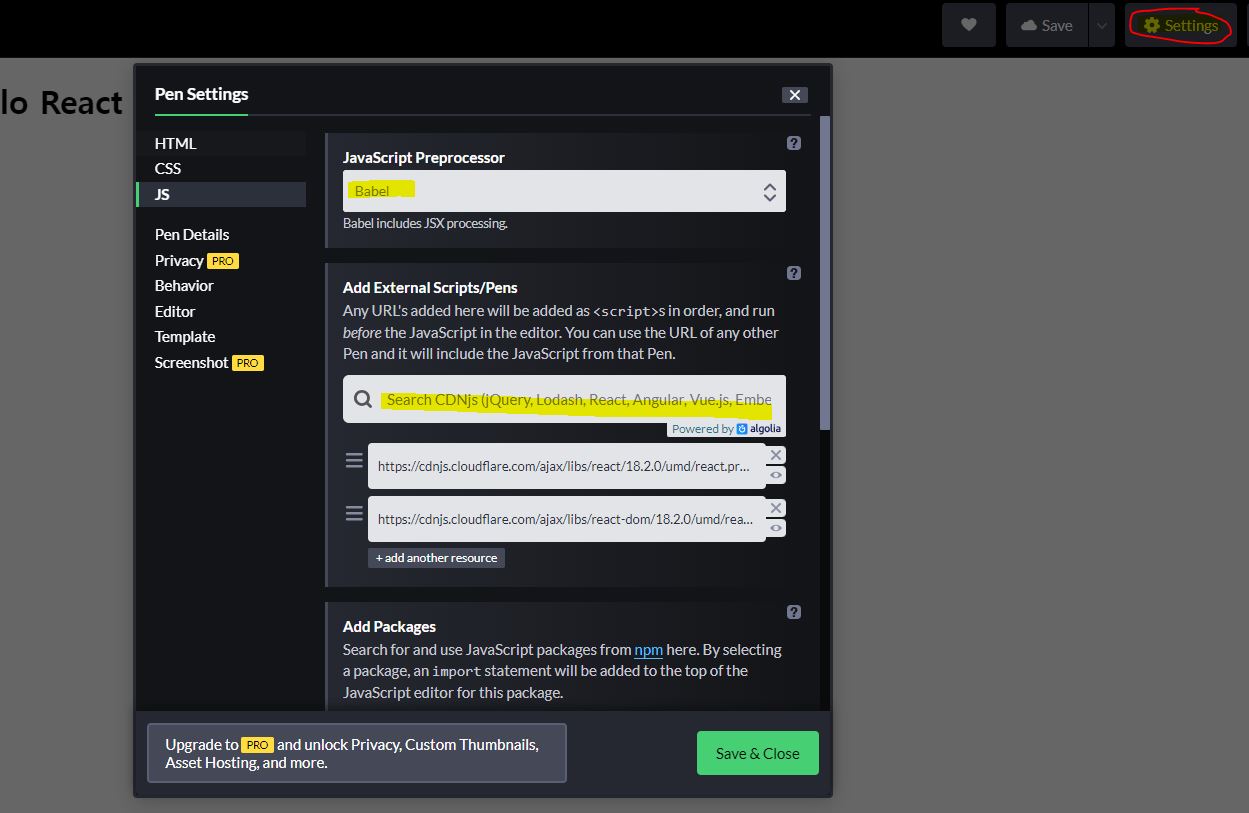 Save
Settings
lo React
Pen Settings
HTML
CSS
JS
Pen Details
Privacy PRO
Behavior
Editor
Template
Screenshot PRO
JavaScript Preprocessor
Babel
Babel includes JSX processing.
Add External Scripts/Pens
Any URL's added here will be added as <script>s in order, and run
before the JavaScript in the editor. You can use the URL of any other
Pen and it will include the JavaScript from that Pen.
Search CDNjs (jQuery, Lodash, React, Angular, Vue.js, Embe
Powered by algolia
https://cdnjs.cloudflare.com/ajax/libs/react/18.2.0/umd/react.pr...
https://cdnjs.cloudflare.com/ajax/libs/react-dom/18.2.0/umd/rea...
+ add another resource
Add Packages
Search for and use JavaScript packages from npm here. By selecting
a package, an import statement will be added to the top of the
JavaScript editor for this package.
Upgrade to PRO and unlock Privacy, Custom Thumbnails,
Asset Hosting, and more.
Save & Close